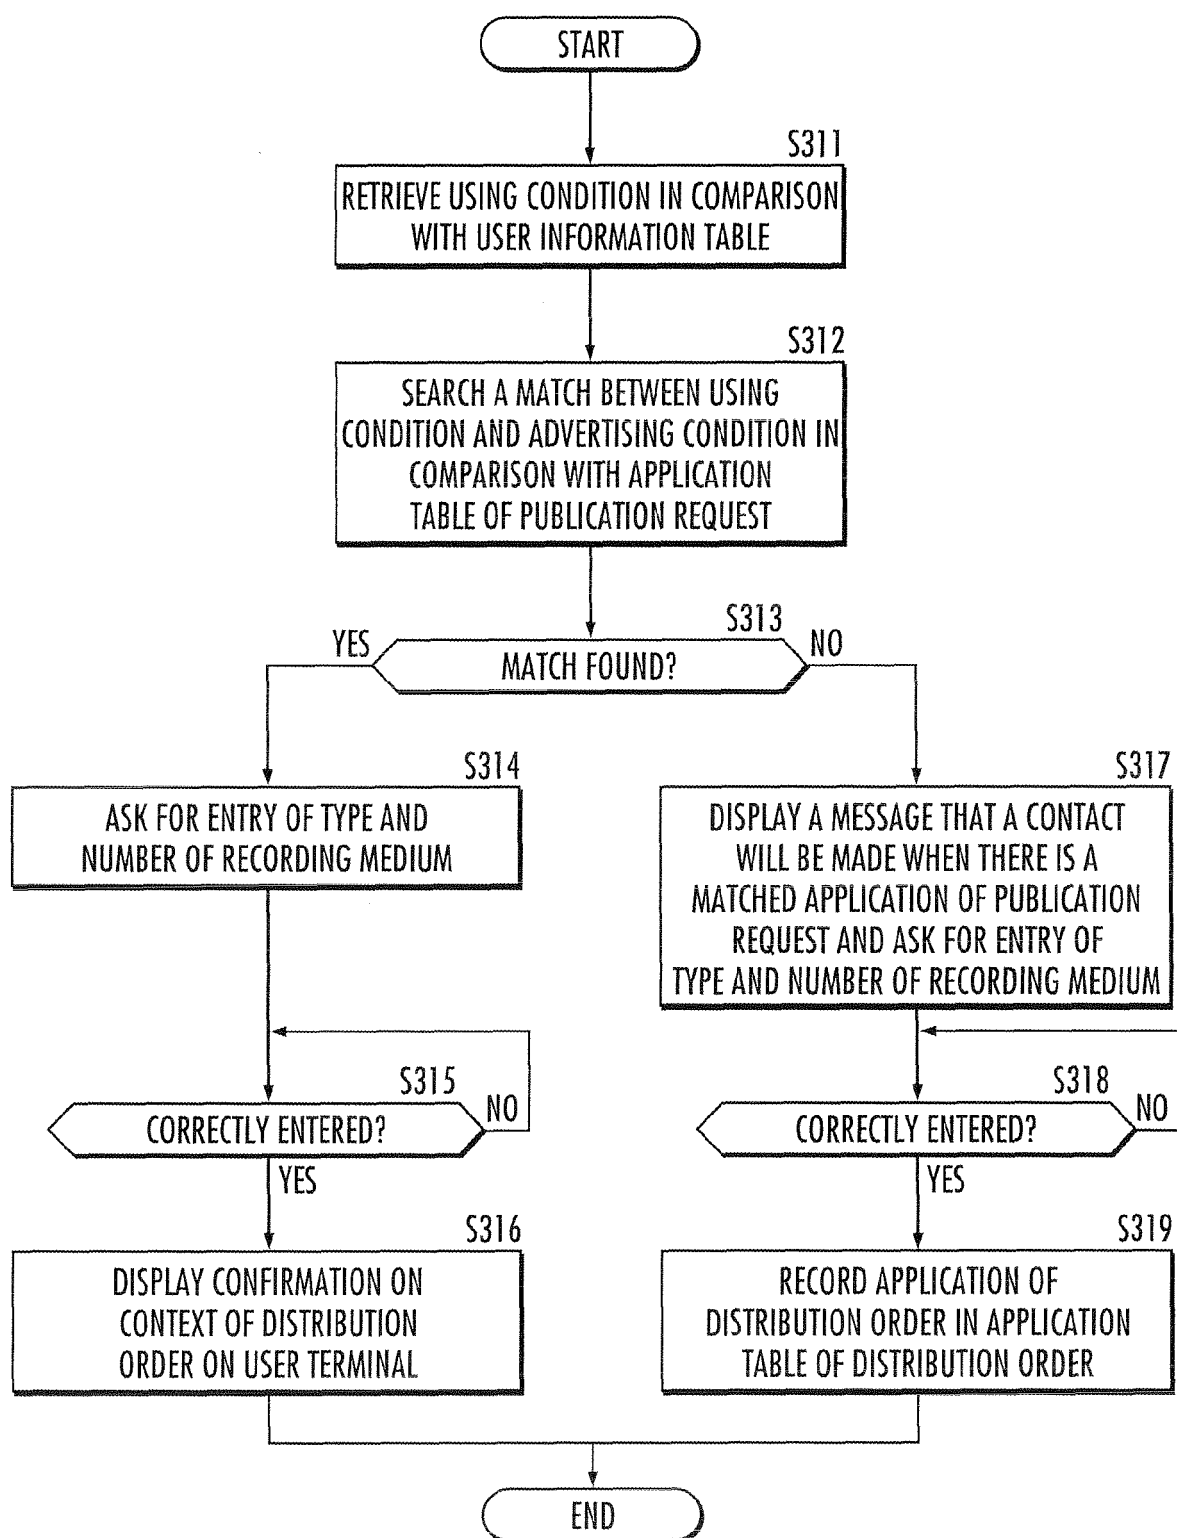 START
S311
RETRIEVE USING CONDITION IN COMPARISON
WITH USER INFORMATION TABLE
S312
SEARCH A MATCH BETWEEN USING
CONDITION AND ADVERTISING CONDITION IN
COMPARISON WITH APPLICATION
TABLE OF PUBLICATION REQUEST
S313
YES
MATCH FOUND?
NO
S314
ASK FOR ENTRY OF TYPE AND
NUMBER OF RECORDING MEDIUM
S315
CORRECTLY ENTERED?
NO
YES
S316
DISPLAY CONFIRMATION ON
CONTEXT OF DISTRIBUTION
ORDER ON USER TERMINAL
S317
DISPLAY A MESSAGE THAT A CONTACT
WILL BE MADE WHEN THERE IS A
MATCHED APPLICATION OF PUBLICATION
REQUEST AND ASK FOR ENTRY OF
TYPE AND NUMBER OF RECORDING MEDIUM
S318
CORRECTLY ENTERED?
NO
YES
S319
RECORD APPLICATION OF
DISTRIBUTION ORDER IN APPLICATION
TABLE OF DISTRIBUTION ORDER
END